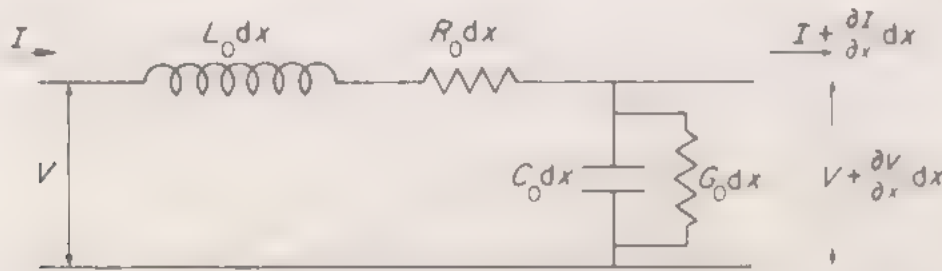 I
L₀dx
R₀dx
I + ∂I/∂x dx
V
C₀dx
G₀dx
V + ∂V/∂x dx